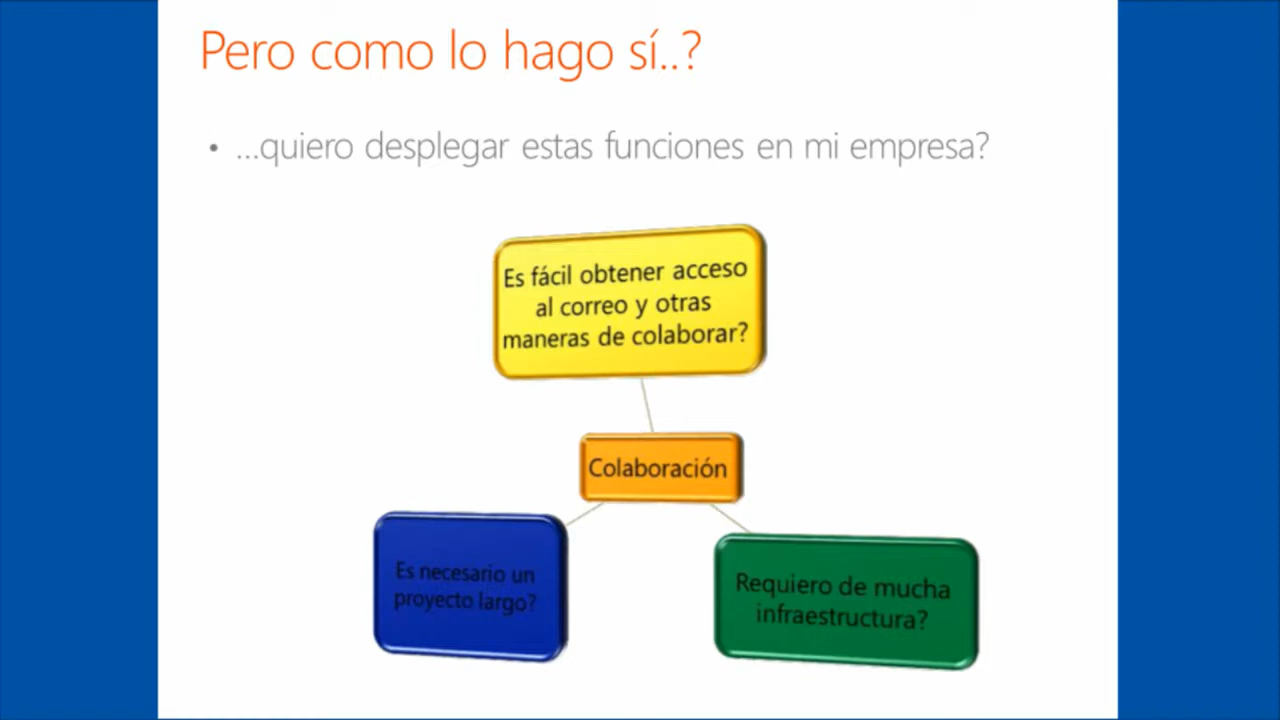 Pero como lo hago sí..?
• ...quiero desplegar estas funciones en mi empresa?
Es fácil obtener acceso
al correo y otras
maneras de colaborar?
Colaboración
Es necesario un
proyecto largo?
Requiero de mucha
infraestructura?